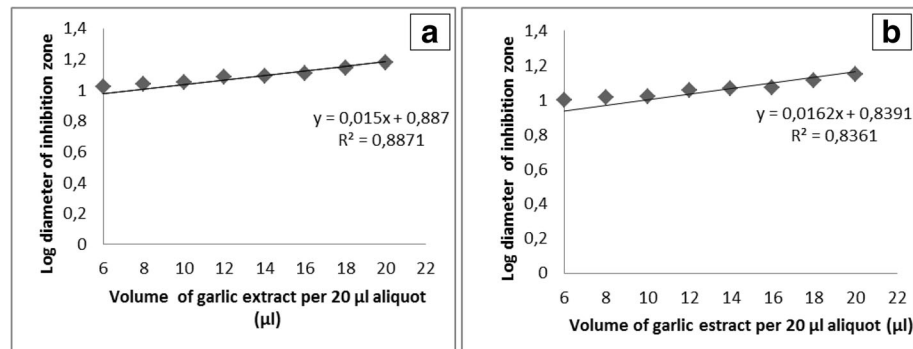 a
1,4
1,2
1
0,8
0,6
0,4
0,2
0
Log diameter of inhibition zone
y = 0,015x + 0,887
R² = 0,8871
6 8 10 12 14 16 18 20 22
Volume of garlic extract per 20 µl aliquot
(µl)
b
1,4
1,2
1
0,8
0,6
0,4
0,2
0
Log diameter of inhibition zone
y = 0,0162x + 0,8391
R² = 0,8361
6 8 10 12 14 16 18 20 22
Volume of garlic estract per 20 µl aliquot (µl)